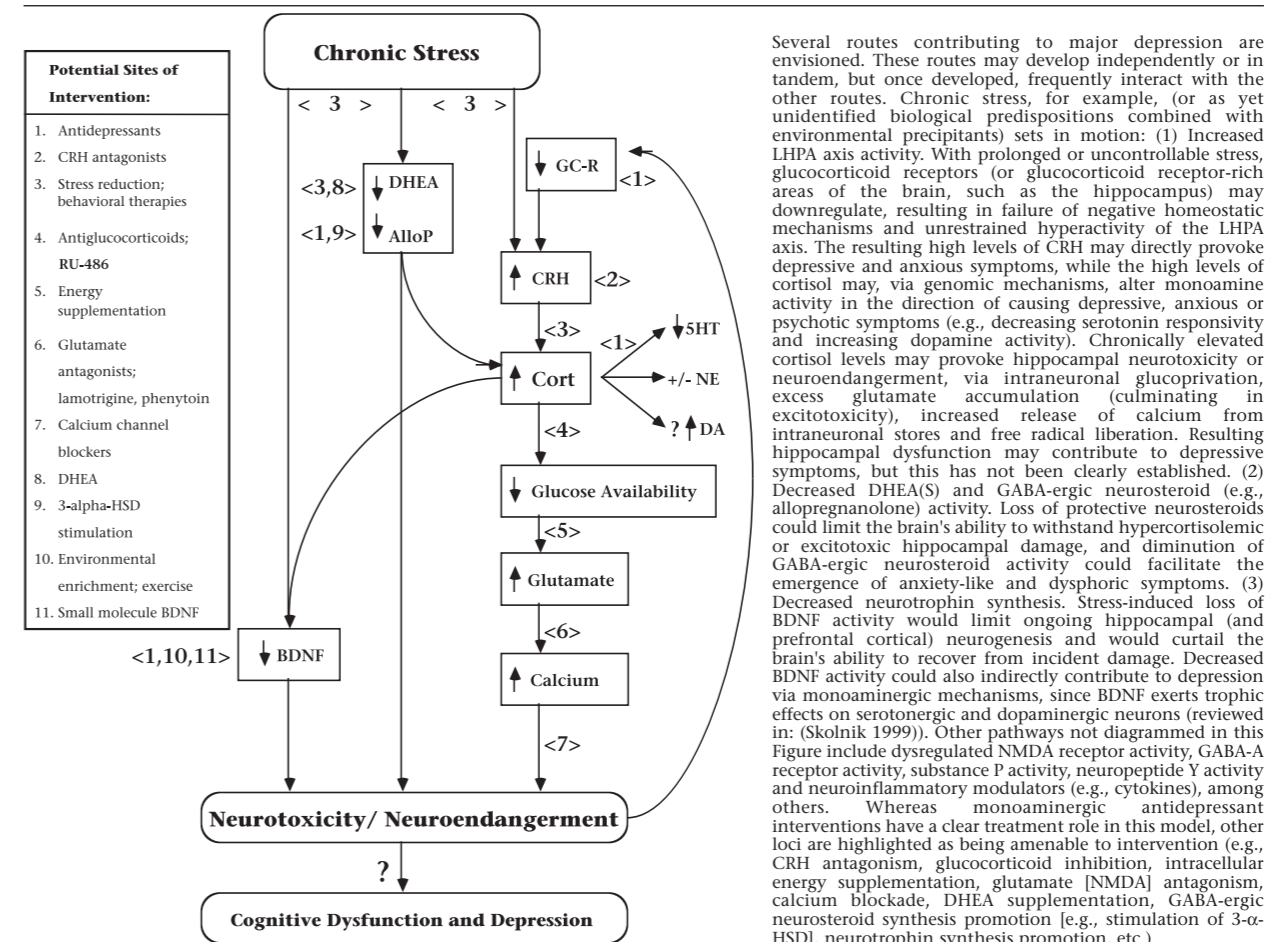 Chronic Stress
Potential Sites of
Intervention:
1. Antidepressants
2. CRH antagonists
3. Stress reduction;
behavioral therapies
4. Antiglucocorticoids;
RU-486
5. Energy
supplementation
6. Glutamate
antagonists;
lamotrigine, phenytoin
7. Calcium channel
blockers
8. DHEA
9. 3-alpha-HSD
stimulation
10. Environmental
enrichment; exercise
11. Small molecule BDNF
< 3 >
< 3 >
GC-R
<1>
<3,8>
DHEA
<1,9>
AlloP
CRH
<2>
<3>
<1>
5HT
Cort
+/- NE
? DA
<4>
Glucose Availability
<5>
Glutamate
<6>
<1,10,11>
BDNF
Calcium
<7>
Neurotoxicity/ Neuroendangerment
?
Cognitive Dysfunction and Depression
Several routes contributing to major depression are
envisioned. These routes may develop independently or in
tandem, but once developed, frequently interact with the
other routes. Chronic stress, for example, (or as yet
unidentified biological predispositions combined with
environmental precipitants) sets in motion: (1) Increased
LHPA axis activity. With prolonged or uncontrollable stress,
glucocorticoid receptors (or glucocorticoid receptor-rich
areas of the brain, such as the hippocampus) may
downregulate, resulting in failure of negative homeostatic
mechanisms and unrestrained hyperactivity of the LHPA
axis. The resulting high levels of CRH may directly provoke
depressive and anxious symptoms, while the high levels of
cortisol may, via genomic mechanisms, alter monoamine
activity in the direction of causing depressive, anxious or
psychotic symptoms (e.g., decreasing serotonin responsivity
and increasing dopamine activity). Chronically elevated
cortisol levels may provoke hippocampal neurotoxicity or
neuroendangerment, via intraneuronal glucoprivation,
excess glutamate accumulation (culminating in
excitotoxicity), increased release of calcium from
intraneuronal stores and free radical liberation. Resulting
hippocampal dysfunction may contribute to depressive
symptoms, but this has not been clearly established. (2)
Decreased DHEA(S) and GABA-ergic neurosteroid (e.g.,
allopregnanolone) activity. Loss of protective neurosteroids
could limit the brain's ability to withstand hypercortisolemic
or excitotoxic hippocampal damage, and diminution of
GABA-ergic neurosteroid activity could facilitate the
emergence of anxiety-like and dysphoric symptoms. (3)
Decreased neurotrophin synthesis. Stress-induced loss of
BDNF activity would limit ongoing hippocampal (and
prefrontal cortical) neurogenesis and would curtail the
brain's ability to recover from incident damage. Decreased
BDNF activity could also indirectly contribute to depression
via monoaminergic mechanisms, since BDNF exerts trophic
effects on serotonergic and dopaminergic neurons (reviewed
in: (Skolnik 1999)). Other pathways not diagrammed in this
Figure include dysregulated NMDA receptor activity, GABA-A
receptor activity, substance P activity, neuropeptide Y activity
and neuroinflammatory modulators (e.g., cytokines), among
others. Whereas monoaminergic antidepressant
interventions have a clear treatment role in this model, other
loci are highlighted as being amenable to intervention (e.g.,
CRH antagonism, glucocorticoid inhibition, intracellular
energy supplementation, glutamate [NMDA] antagonism,
calcium blockade, DHEA supplementation, GABA-ergic
neurosteroid synthesis promotion [e.g., stimulation of 3-α-
HSD], neurotrophin synthesis promotion, etc.)